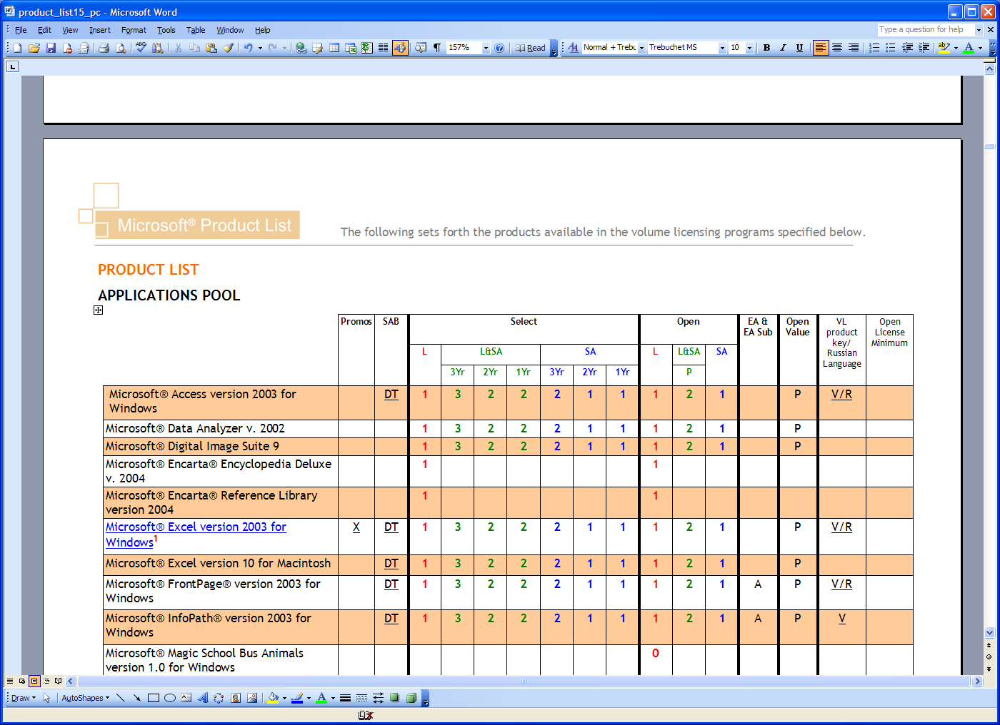 product_list15_pc - Microsoft Word
File Edit View Insert Format Tools Table Window Help
Type a question for help
157% Read Normal + Trebu Trebuchet MS 10 B I U
Microsoft® Product List
The following sets forth the products available in the volume licensing programs specified below.
PRODUCT LIST
APPLICATIONS POOL
Promos SAB Select Open EA & EA Sub Open Value VL product key/ Russian Language Open License Minimum
L L&SA SA L L&SA SA
3Yr 2Yr 1Yr 3Yr 2Yr 1Yr P
Microsoft® Access version 2003 for DT 1 3 2 2 2 1 1 1 2 1 P V/R
Windows
Microsoft® Data Analyzer v. 2002 1 3 2 2 2 1 1 1 2 1 P
Microsoft® Digital Image Suite 9 1 3 2 2 2 1 1 1 2 1 P
Microsoft® Encarta® Encyclopedia Deluxe 1 1
v. 2004
Microsoft® Encarta® Reference Library 1 1
version 2004
Microsoft® Excel version 2003 for X DT 1 3 2 2 2 1 1 1 2 1 P V/R
Windows1
Microsoft® Excel version 10 for Macintosh DT 1 3 2 2 2 1 1 1 2 1 P
Microsoft® FrontPage® version 2003 for DT 1 3 2 2 2 1 1 1 2 1 A P V/R
Windows
Microsoft® InfoPath® version 2003 for DT 1 3 2 2 2 1 1 1 2 1 A P V
Windows
Microsoft® Magic School Bus Animals 0
version 1.0 for Windows
Draw AutoShapes